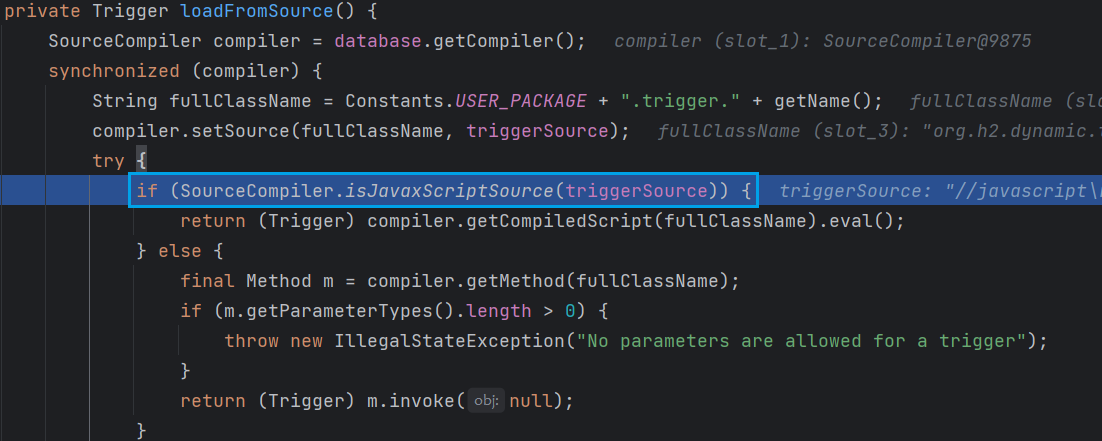 private Trigger loadFromSource() {
SourceCompiler compiler = database.getCompiler();   compiler (slot_1): SourceCompiler@9875
synchronized (compiler) {
String fullClassName = Constants.USER_PACKAGE + ".trigger." + getName();   fullClassName (slo
compiler.setSource(fullClassName, triggerSource);   fullClassName (slot_3): "org.h2.dynamic.t
try {
if (SourceCompiler.isJavaxScriptSource(triggerSource)) {   triggerSource: "//javascript\
return (Trigger) compiler.getCompiledScript(fullClassName).eval();
} else {
final Method m = compiler.getMethod(fullClassName);
if (m.getParameterTypes().length > 0) {
throw new IllegalStateException("No parameters are allowed for a trigger");
}
return (Trigger) m.invoke( obj: null);
}